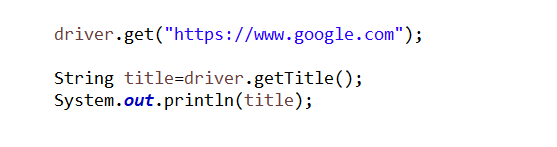 driver.get("https://www.google.com");
String title=driver.getTitle();
System.out.println(title);